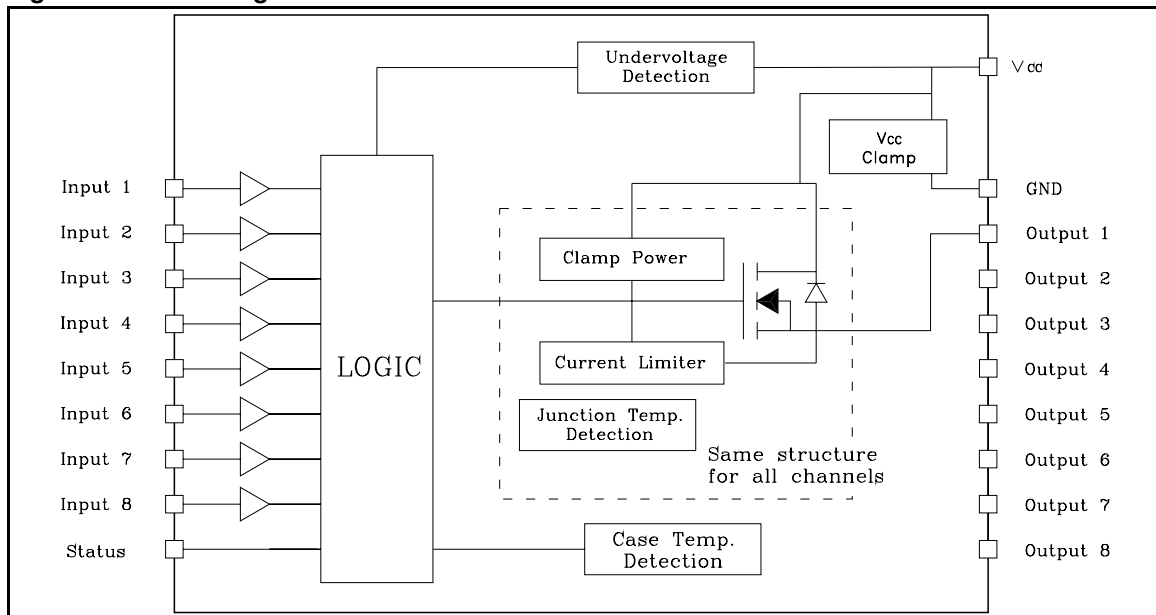 Undervoltage
Detection
Vcc
Vcc
Clamp
Input 1
Input 2
Input 3
Input 4
Input 5
Input 6
Input 7
Input 8
Status
LOGIC
Clamp Power
Current Limiter
Junction Temp.
Detection
Same structure
for all channels
Case Temp.
Detection
GND
Output 1
Output 2
Output 3
Output 4
Output 5
Output 6
Output 7
Output 8